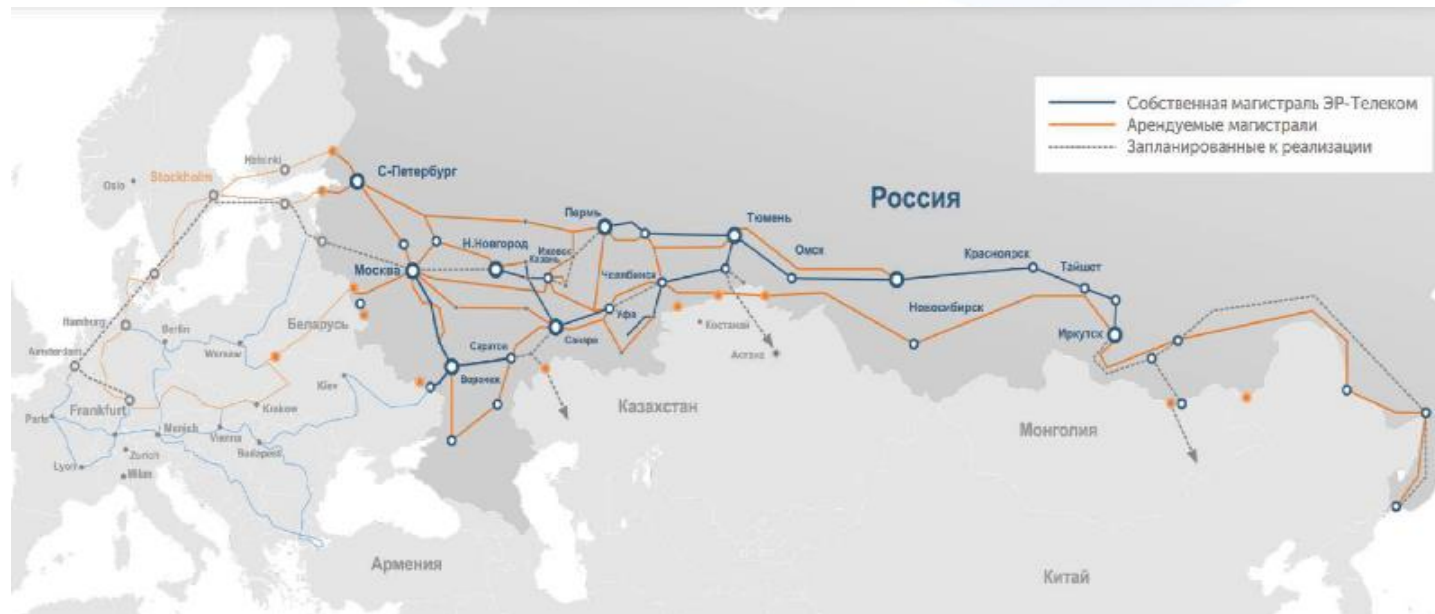 Собственная магистраль ЭР-Телеком
Арендуемые магистрали
Запланированные к реализации
Helsinki
Stockholm
Oslo
С-Петербург
Россия
Пермь
Тюмень
Н.Новгород
Ижевск
Казань
Омск
Красноярск
Москва
Челябинск
Тайшет
Новосибирск
Hamburg
Berlin
Беларусь
Уфа
Костанай
Иркутск
Warsaw
Самара
Саратов
Астана
Amsterdam
Воронеж
Kiev
Frankfurt
Krakow
Казахстан
Paris
Монголия
Munich
Vienna
Budapest
Zurich
Lyon
Milan
Армения
Китай